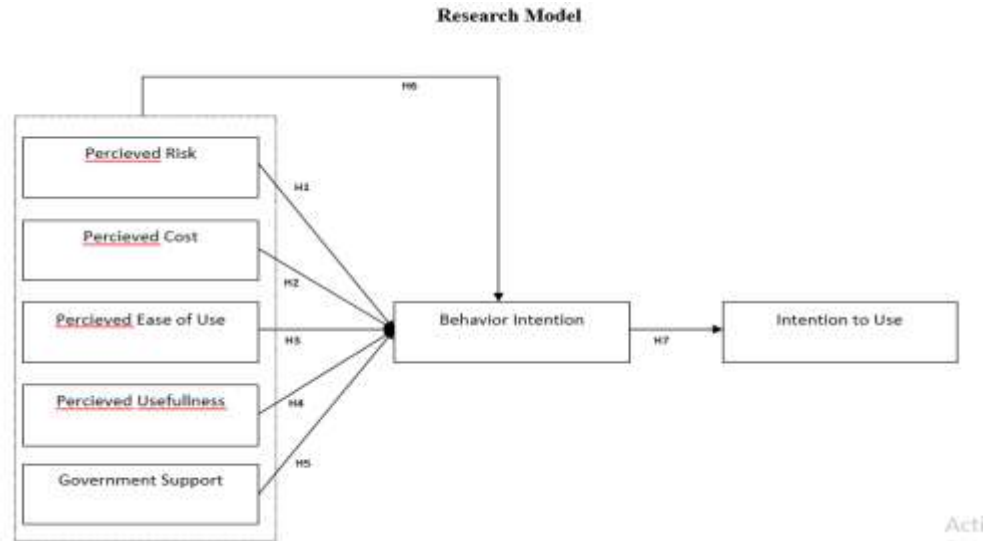 Research Model
H6
Percieved Risk
H1
Percieved Cost
H2
Percieved Ease of Use
H3
Behavior Intention
H7
Intention to Use
Percieved Usefullness
H4
H5
Government Support
Acti